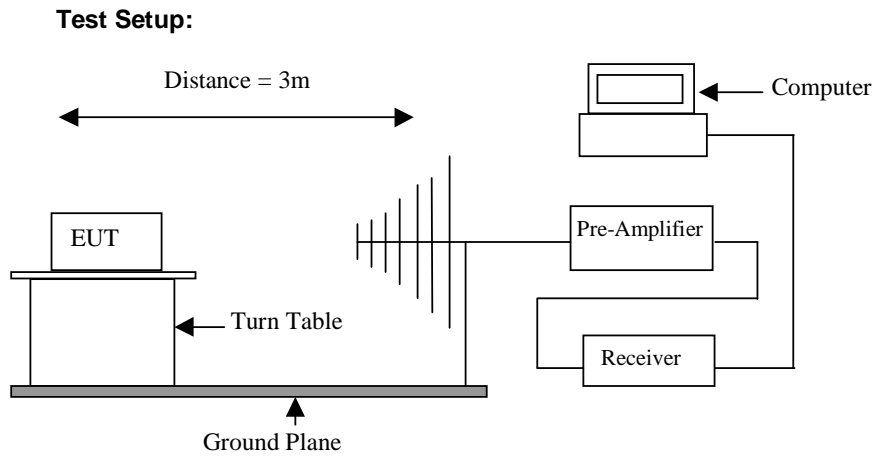 Test Setup:
Distance = 3m
Computer
EUT
Pre-Amplifier
Turn Table
Receiver
Ground Plane